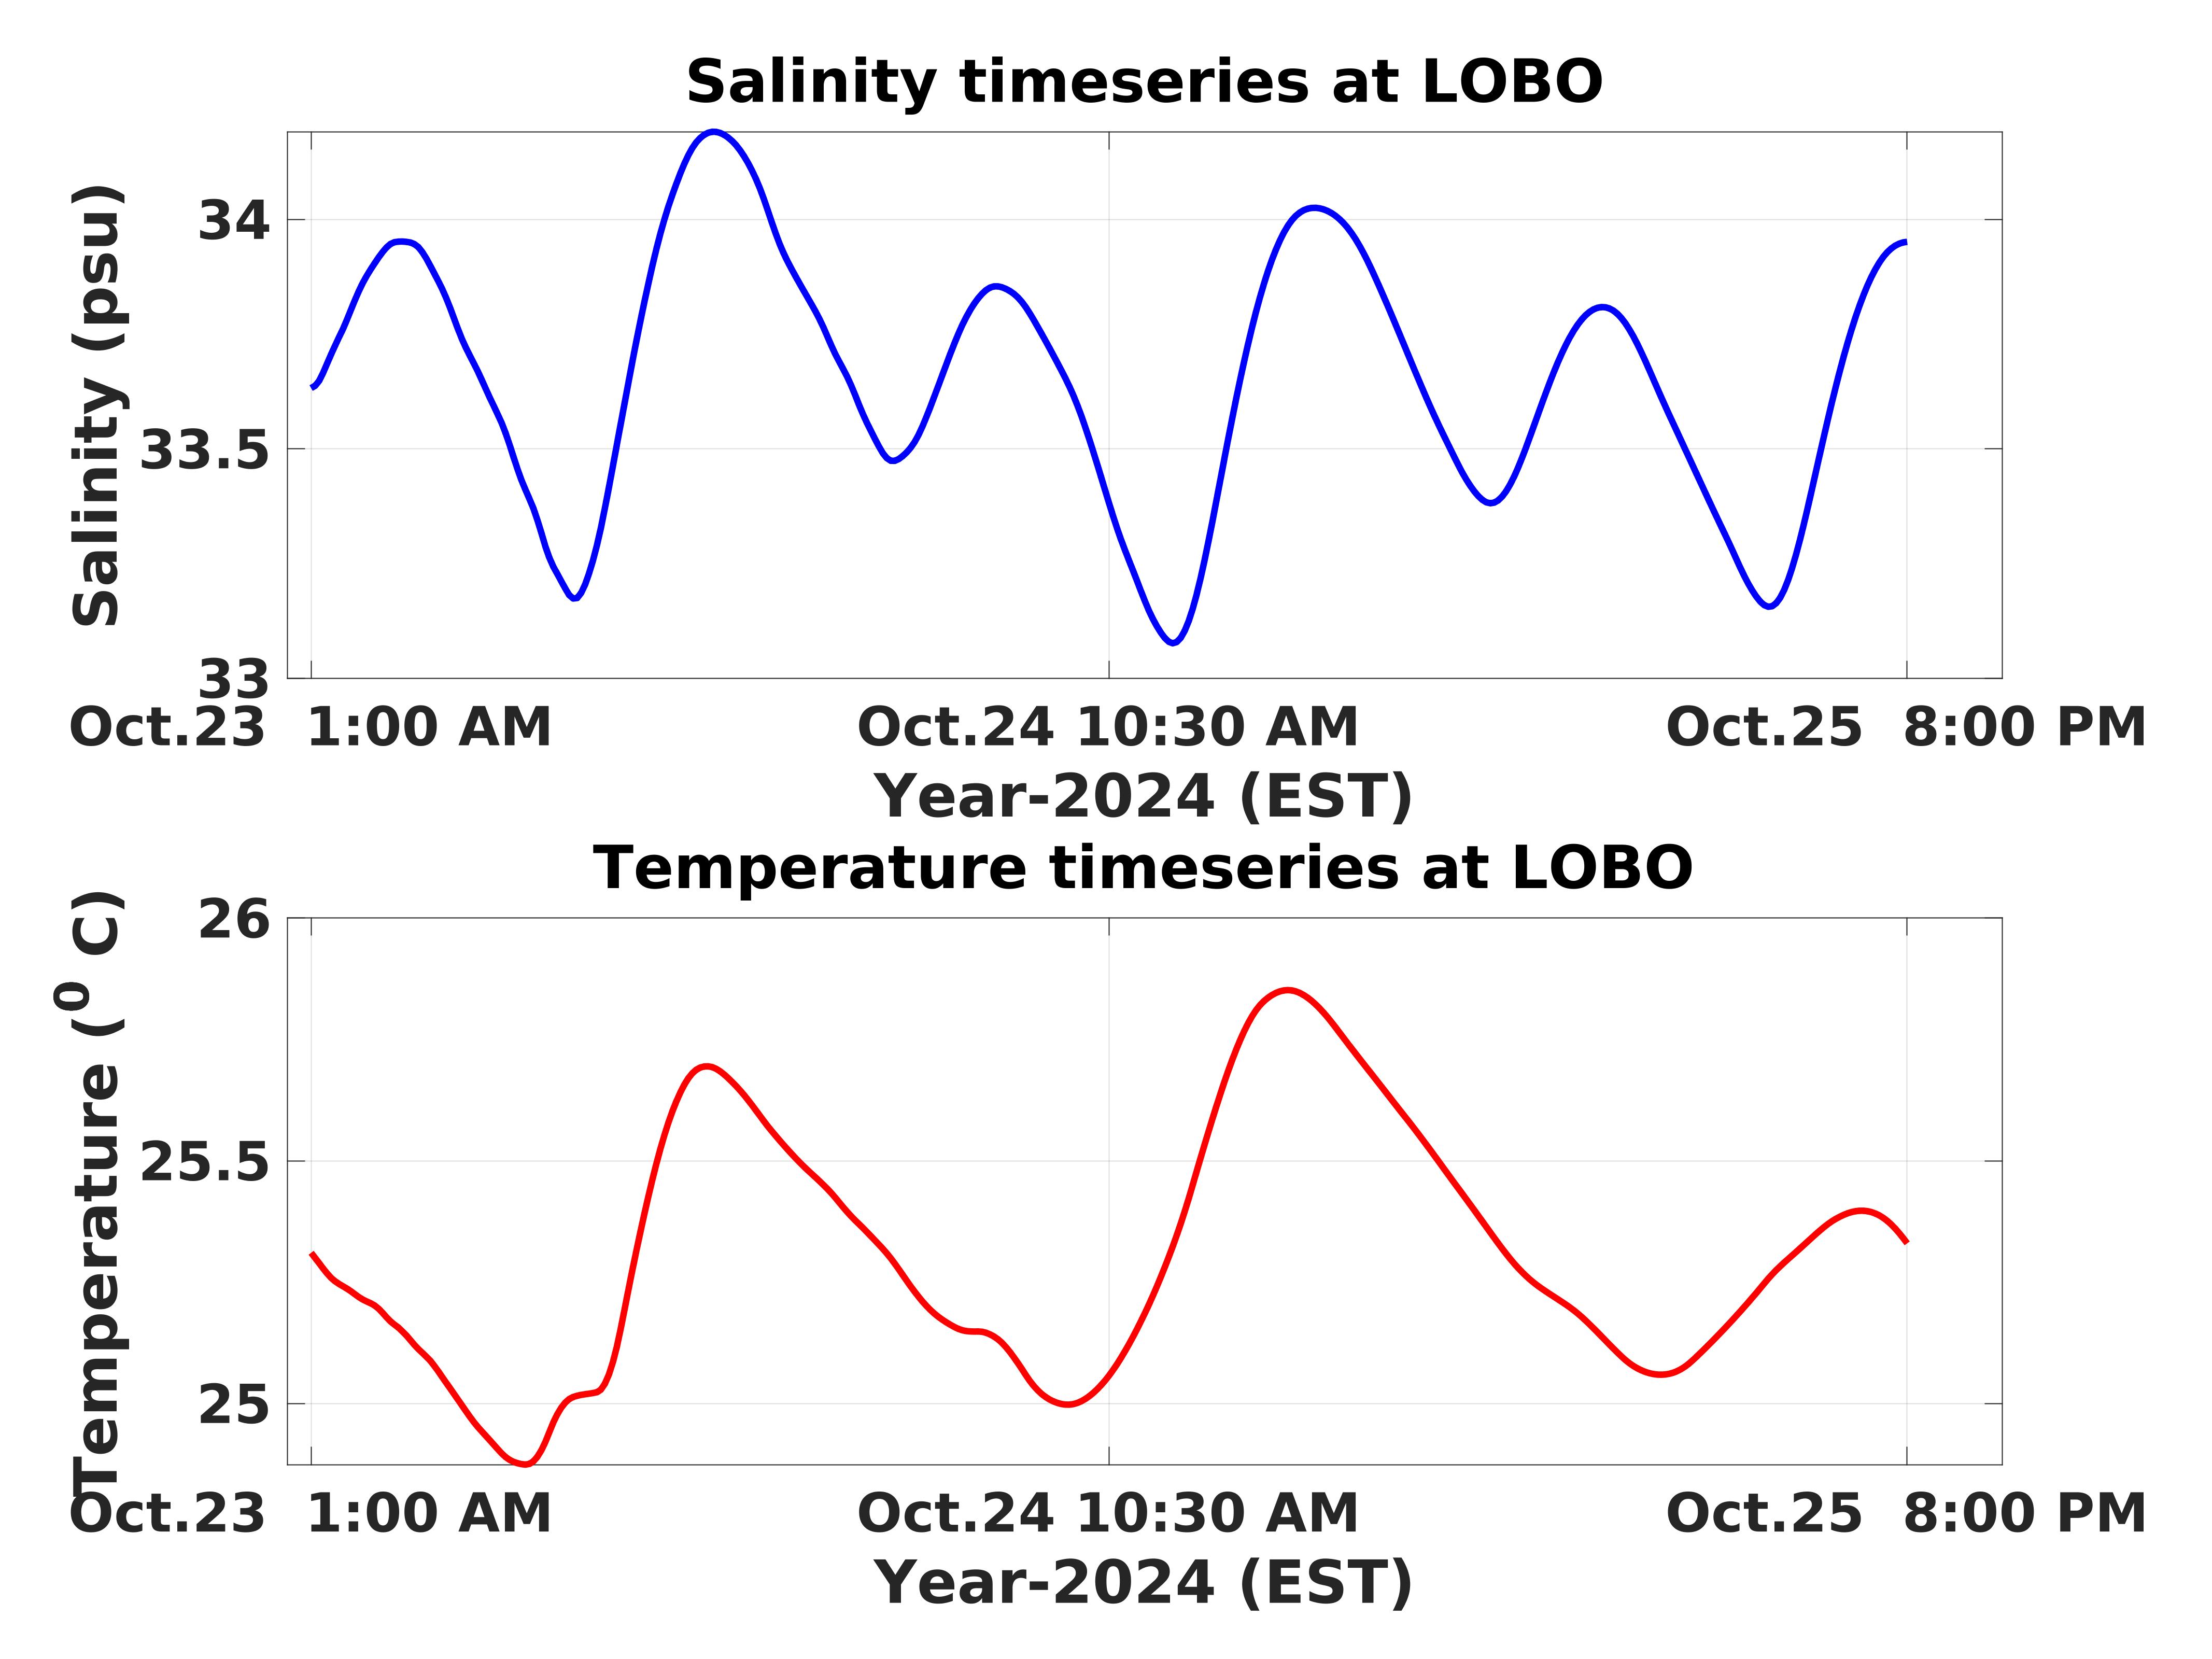 Salinity timeseries at LOBO
Salinity (psu)
34
33.5
33
Oct.23  1:00 AM
Oct.24 10:30 AM
Oct.25  8:00 PM
Year-2024 (EST)
Temperature timeseries at LOBO
Temperature (⁰ C)
26
25.5
25
Oct.23  1:00 AM
Oct.24 10:30 AM
Oct.25  8:00 PM
Year-2024 (EST)